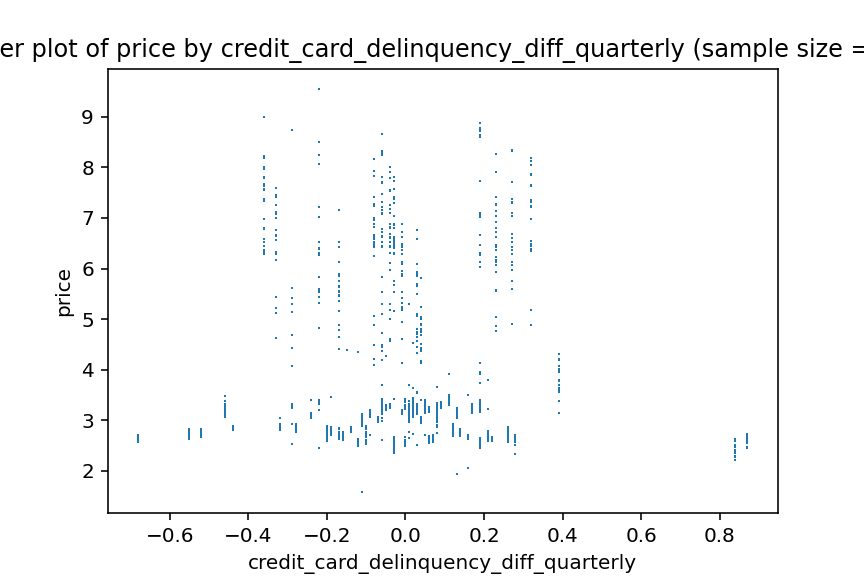 er plot of price by credit_card_delinquency_diff_quarterly (sample size =
9
8
7
6
5
4
3
2
price
−0.6 −0.4 −0.2 0.0 0.2 0.4 0.6 0.8
credit_card_delinquency_diff_quarterly